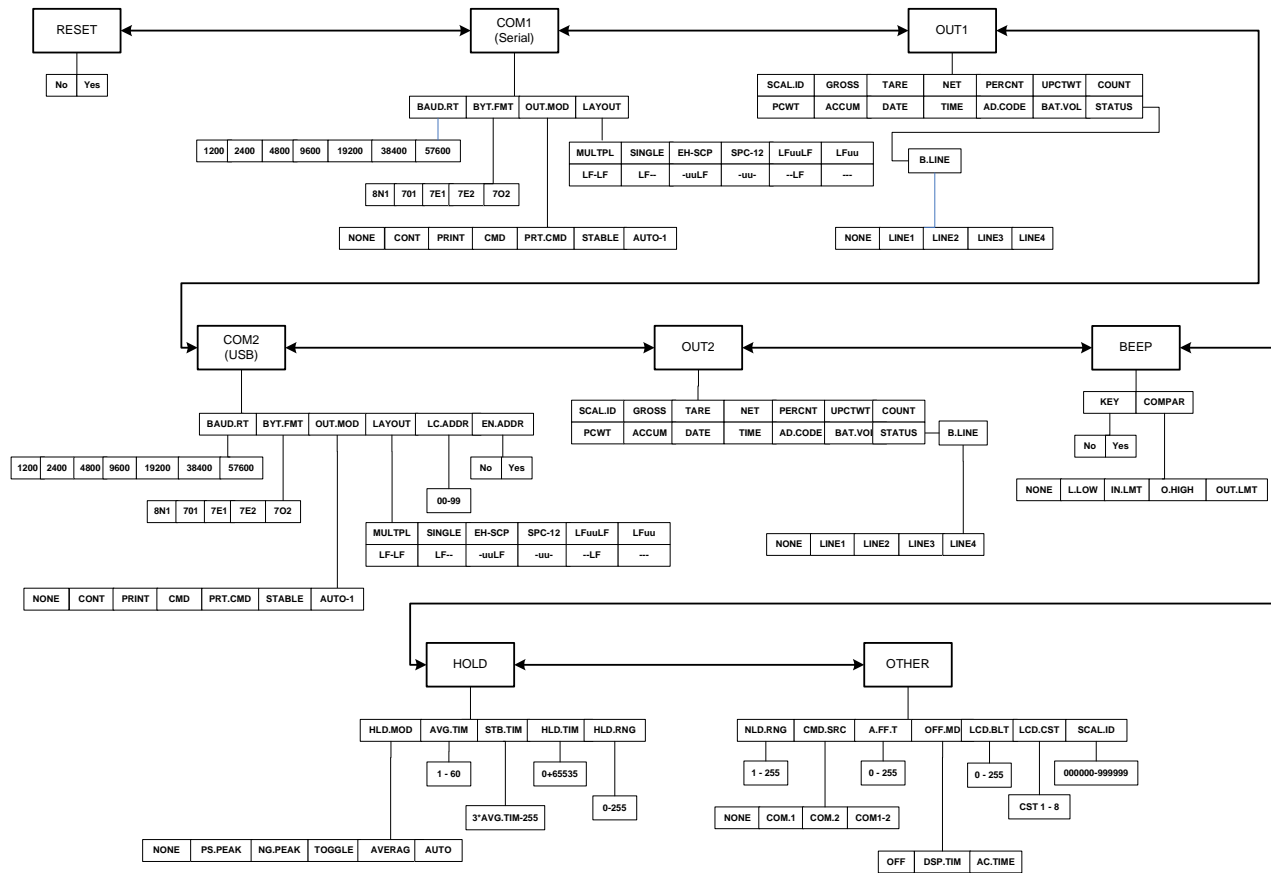 RESET
COM1
(Serial)
OUT1
No Yes
SCAL.ID GROSS TARE NET PERCNT UPCTWT COUNT
PCWT ACCUM DATE TIME AD.CODE BAT.VOL STATUS
BAUD.RT BYT.FMT OUT.MOD LAYOUT
1200 2400 4800 9600 19200 38400 57600
MULTPL SINGLE EH-SCP SPC-12 LFuuLF LFuu
LF-LF LF-- -uuLF -uu- --LF ---
B.LINE
8N1 701 7E1 7E2 7O2
NONE CONT PRINT CMD PRT.CMD STABLE AUTO-1
NONE LINE1 LINE2 LINE3 LINE4
COM2
(USB)
OUT2
BEEP
KEY COMPAR
SCAL.ID GROSS TARE NET PERCNT UPCTWT COUNT
PCWT ACCUM DATE TIME AD.CODE BAT.VOL STATUS
B.LINE
BAUD.RT BYT.FMT OUT.MOD LAYOUT LC.ADDR EN.ADDR
No Yes
1200 2400 4800 9600 19200 38400 57600
No Yes
NONE L.LOW IN.LMT O.HIGH OUT.LMT
00-99
8N1 701 7E1 7E2 7O2
MULTPL SINGLE EH-SCP SPC-12 LFuuLF LFuu
LF-LF LF-- -uuLF -uu- --LF ---
NONE LINE1 LINE2 LINE3 LINE4
NONE CONT PRINT CMD PRT.CMD STABLE AUTO-1
HOLD
OTHER
HLD.MOD AVG.TIM STB.TIM HLD.TIM HLD.RNG
NLD.RNG CMD.SRC A.FF.T OFF.MD LCD.BLT LCD.CST SCAL.ID
1 - 60
0+65535
1 - 255
0 - 255
0 - 255
000000-999999
0-255
CST 1 - 8
3*AVG.TIM-255
NONE COM.1 COM.2 COM1-2
NONE PS.PEAK NG.PEAK TOGGLE AVERAG AUTO
OFF DSP.TIM AC.TIME